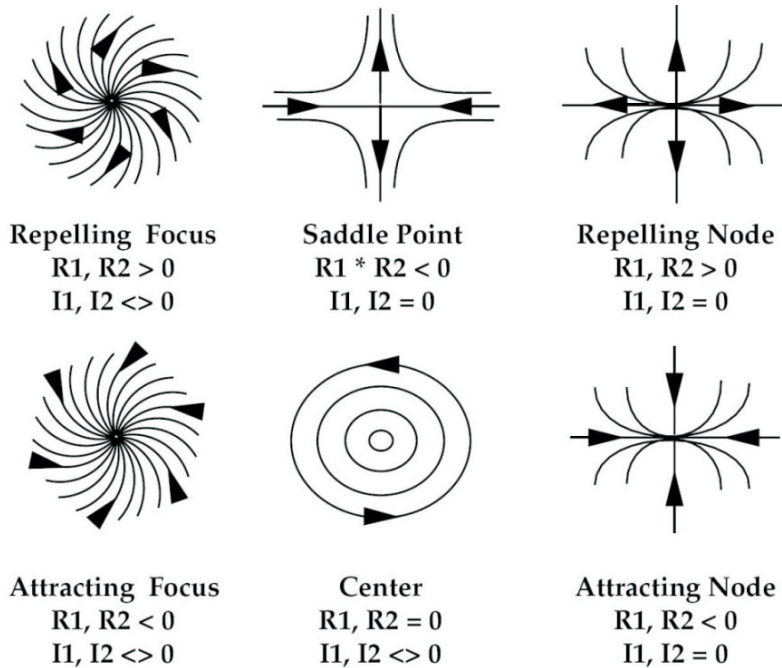 Repelling Focus
R1, R2 > 0
I1, I2 <> 0
Saddle Point
R1 * R2 < 0
I1, I2 = 0
Repelling Node
R1, R2 > 0
I1, I2 = 0
Attracting Focus
R1, R2 < 0
I1, I2 <> 0
Center
R1, R2 = 0
I1, I2 <> 0
Attracting Node
R1, R2 < 0
I1, I2 = 0